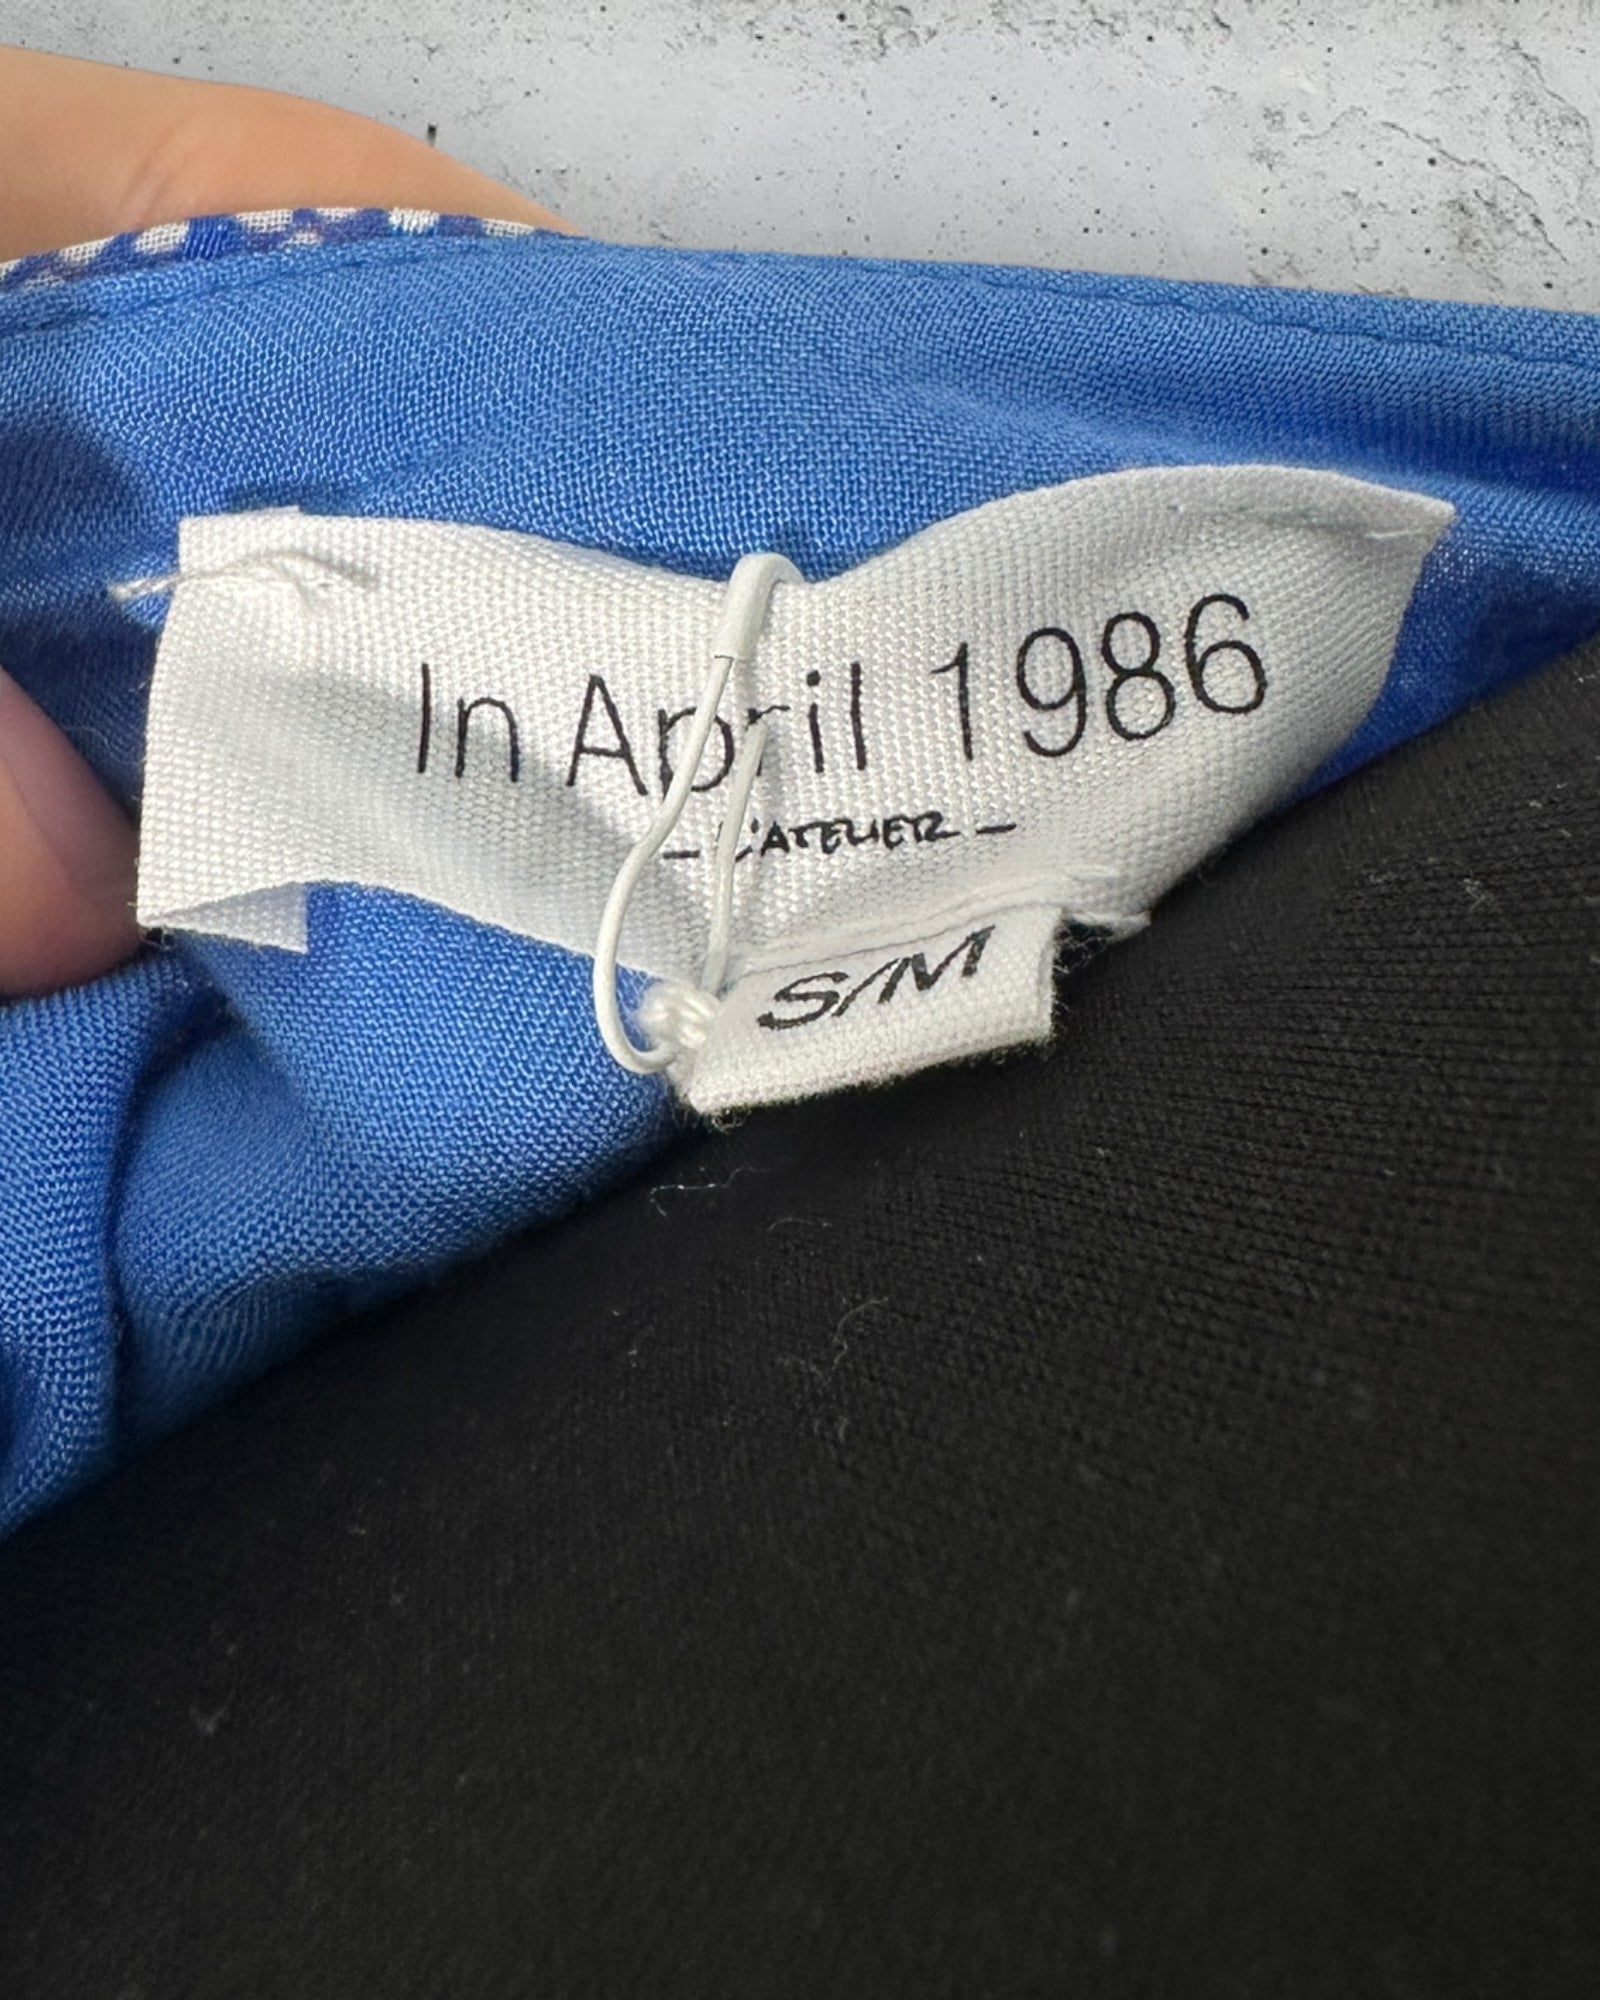 In April 1986
- L'ATELIER -
S/M